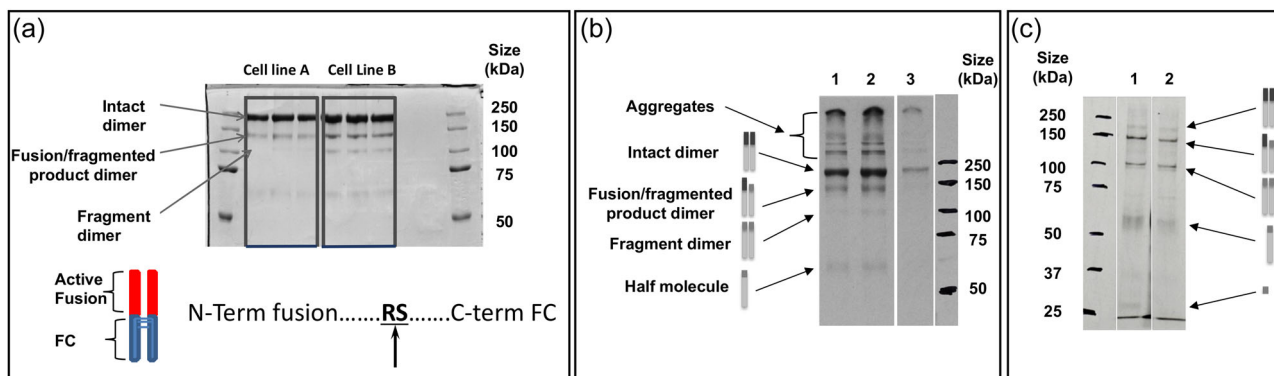 (a)
Cell line A
Cell Line B
Size
(kDa)
Intact
dimer
Fusion/fragmented
product dimer
Fragment
dimer
250
150
100
75
50
Active
Fusion
FC
N-Term fusion.......RS.......C-term FC
(b)
1
2
3
Size
(kDa)
Aggregates
Intact dimer
Fusion/fragmented
product dimer
Fragment dimer
Half molecule
250
150
100
75
50
(c)
Size
(kDa)
1
2
250
150
100
75
50
37
25